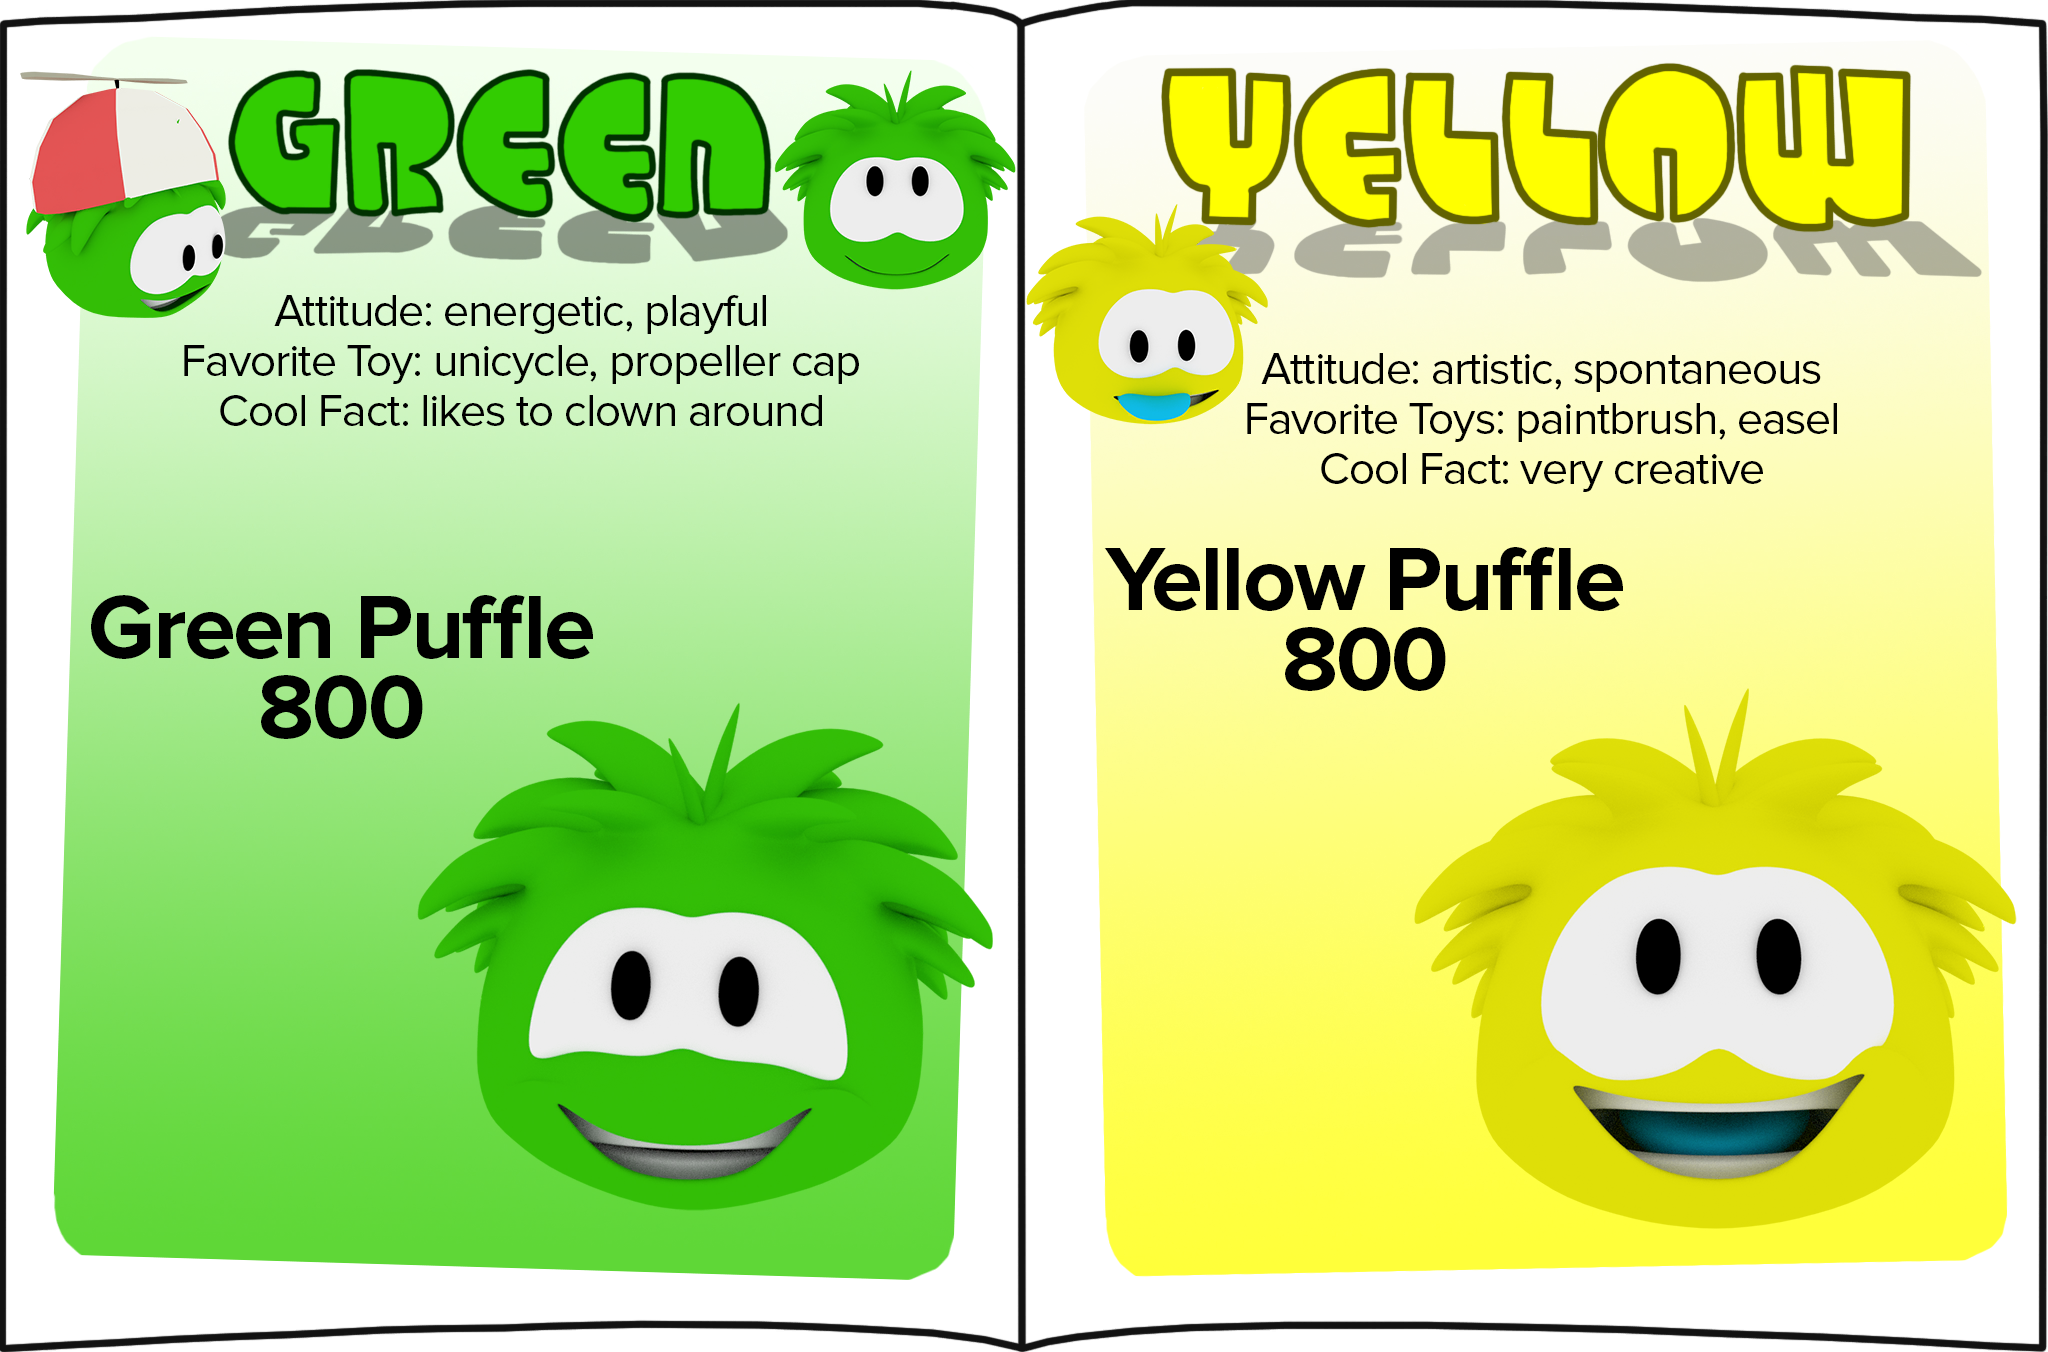 GREEN
Attitude: energetic, playful
Favorite Toy: unicycle, propeller cap
Cool Fact: likes to clown around
Green Puffle
800
YELLOW
Attitude: artistic, spontaneous
Favorite Toys: paintbrush, easel
Cool Fact: very creative
Yellow Puffle
800